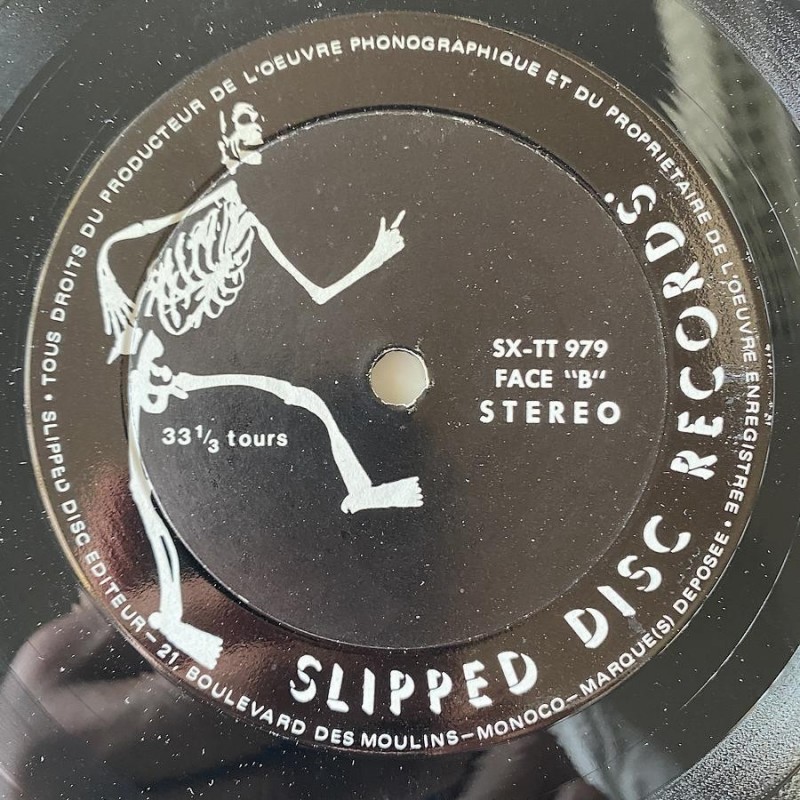 • TOUS DROITS DU PRODUCTEUR DE L'OEUVRE PHONOGRAPHIQUE ET DU PROPRIETAIRE DE L'OEUVRE ENREGISTREE •
SLIPPED DISC EDITEUR – 21, BOULEVARD DES MOULINS – MONOCO – MARQUE(S) DEPOSEE
SX-TT 979
FACE "B"
STEREO
33 1/3 tours
SLIPPED DISC RECORDS.